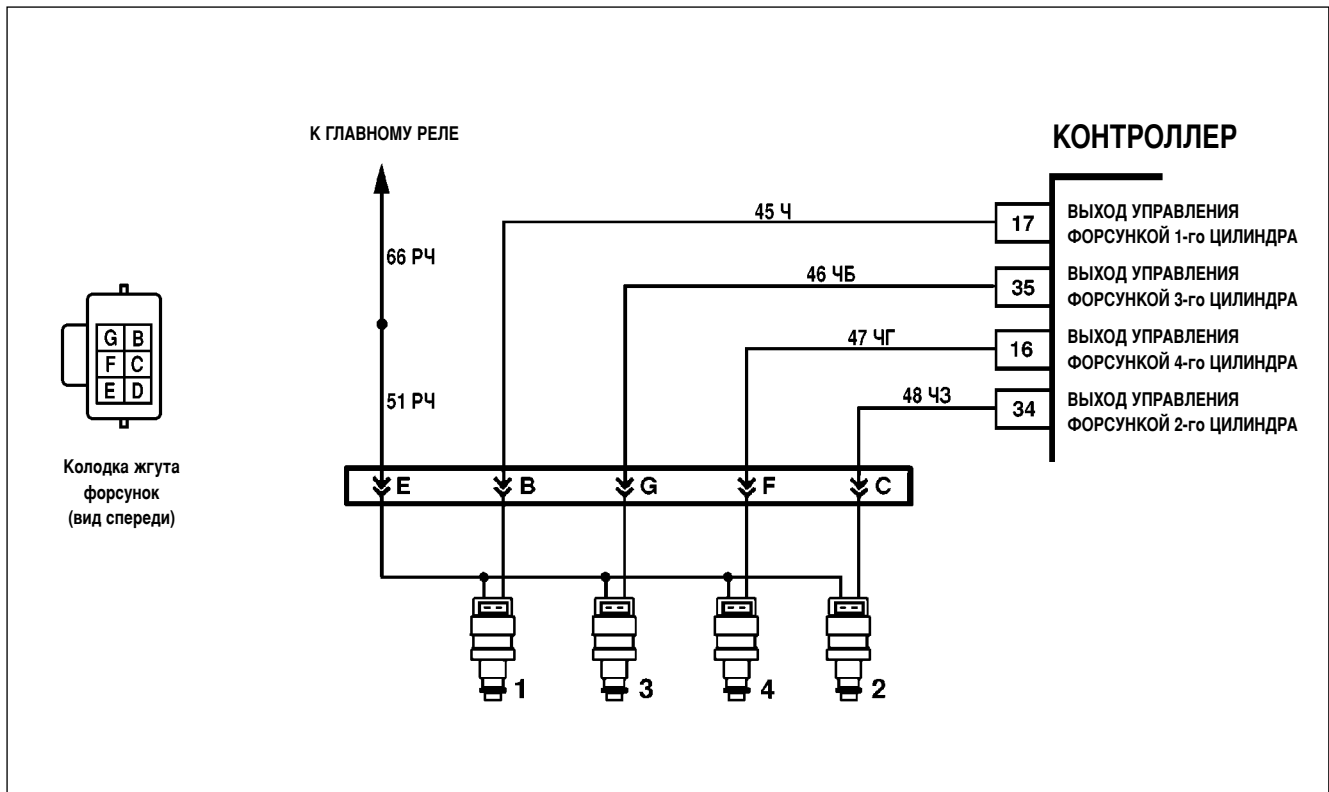 К ГЛАВНОМУ РЕЛЕ
КОНТРОЛЛЕР
45 Ч
17
ВЫХОД УПРАВЛЕНИЯ
ФОРСУНКОЙ 1-го ЦИЛИНДРА
66 РЧ
46 ЧБ
35
ВЫХОД УПРАВЛЕНИЯ
ФОРСУНКОЙ 3-го ЦИЛИНДРА
47 ЧГ
16
ВЫХОД УПРАВЛЕНИЯ
ФОРСУНКОЙ 4-го ЦИЛИНДРА
51 РЧ
48 ЧЗ
34
ВЫХОД УПРАВЛЕНИЯ
ФОРСУНКОЙ 2-го ЦИЛИНДРА
G B
F C
E D
Колодка жгута
форсунок
(вид спереди)
E B G F C
1 3 4 2